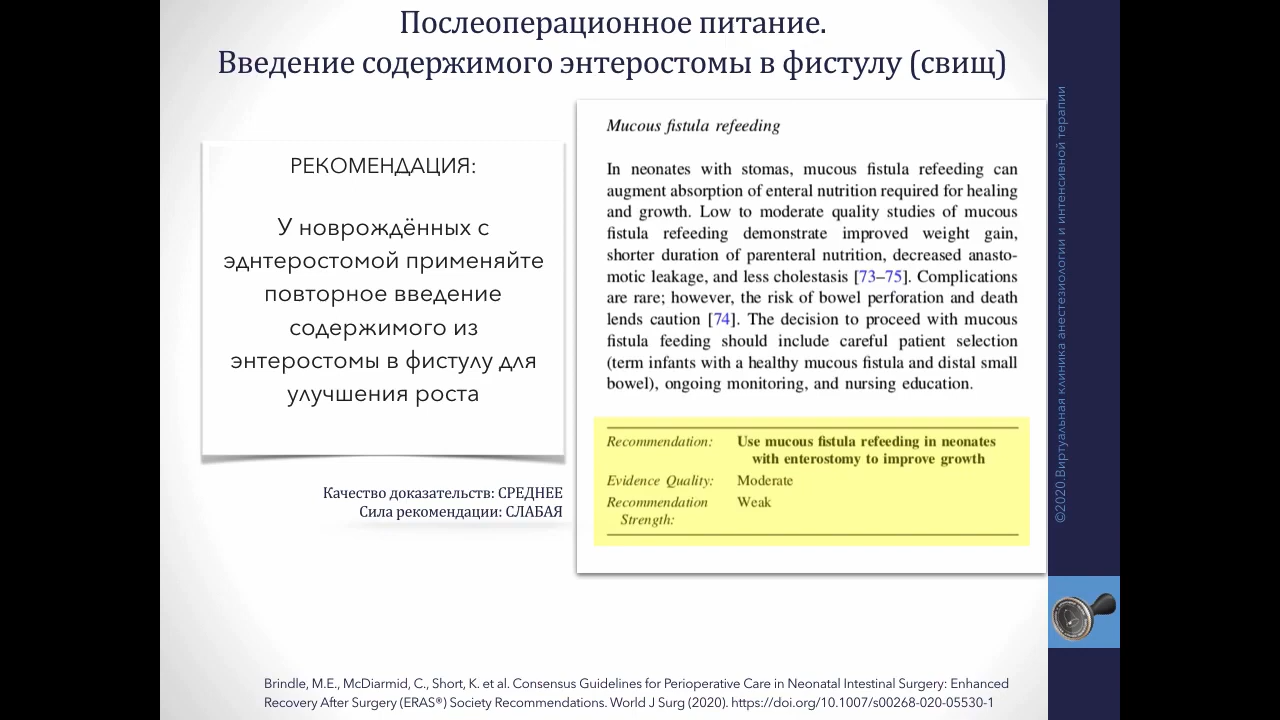 Послеоперационное питание.
Введение содержимого энтеростомы в фистулу (свищ)
РЕКОМЕНДАЦИЯ:
У новрождённых с
эднтеростомой применяйте
повторное введение
содержимого из
энтеростомы в фистулу для
улучшения роста
Качество доказательств: СРЕДНЕЕ
Сила рекомендации: СЛАБАЯ
Mucous fistula refeeding
In neonates with stomas, mucous fistula refeeding can
augment absorption of enteral nutrition required for healing
and growth. Low to moderate quality studies of mucous
fistula refeeding demonstrate improved weight gain,
shorter duration of parenteral nutrition, decreased anasto-
motic leakage, and less cholestasis [73–75]. Complications
are rare; however, the risk of bowel perforation and death
lends caution [74]. The decision to proceed with mucous
fistula feeding should include careful patient selection
(term infants with a healthy mucous fistula and distal small
bowel), ongoing monitoring, and nursing education.
Recommendation: Use mucous fistula refeeding in neonates
with enterostomy to improve growth
Evidence Quality: Moderate
Recommendation Weak
Strength:
©2020.Виртуальная клиника анестезиологии и интенсивной терапии
Brindle, M.E., McDiarmid, C., Short, K. et al. Consensus Guidelines for Perioperative Care in Neonatal Intestinal Surgery: Enhanced
Recovery After Surgery (ERAS®) Society Recommendations. World J Surg (2020). https://doi.org/10.1007/s00268-020-05530-1